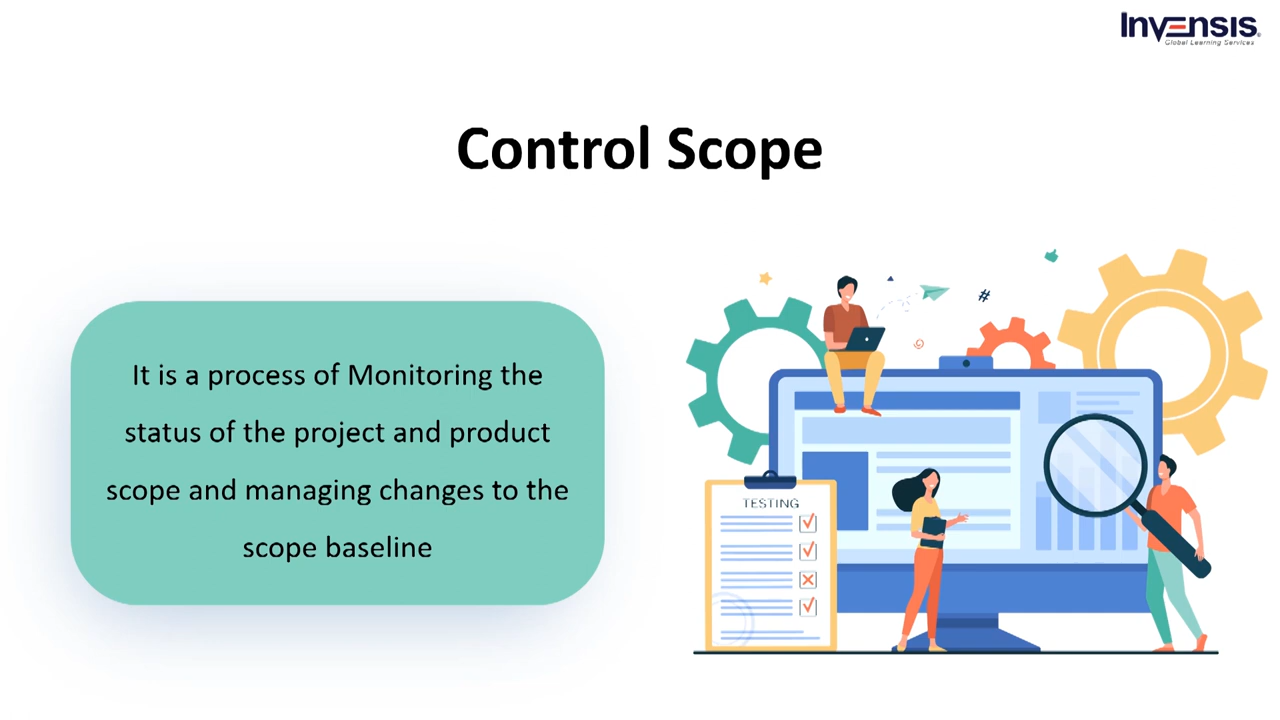 Invensis
Global Learning Services
Control Scope
It is a process of Monitoring the
status of the project and product
scope and managing changes to the
scope baseline
#
TESTING